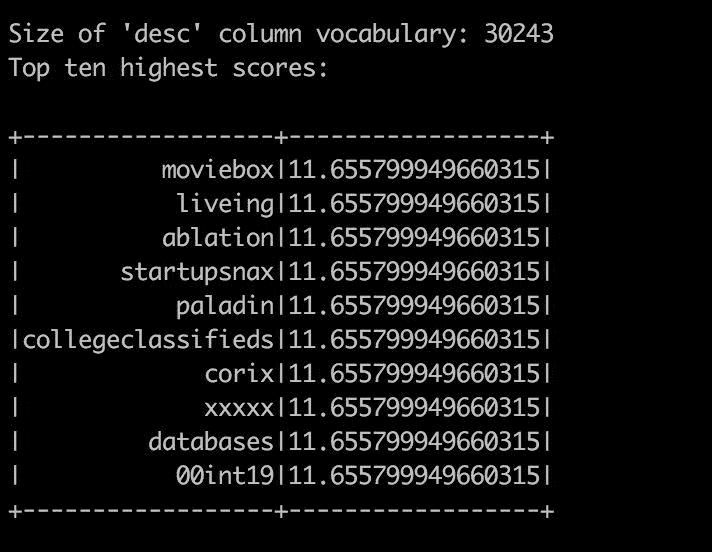 Size of 'desc' column vocabulary: 30243
Top ten highest scores:
+------------------+------------------+
|          moviebox|11.655799949660315|
|           liveing|11.655799949660315|
|          ablation|11.655799949660315|
|       startupsnax|11.655799949660315|
|           paladin|11.655799949660315|
|collegeclassifieds|11.655799949660315|
|             corix|11.655799949660315|
|             xxxxx|11.655799949660315|
|         databases|11.655799949660315|
|           00int19|11.655799949660315|
+------------------+------------------+